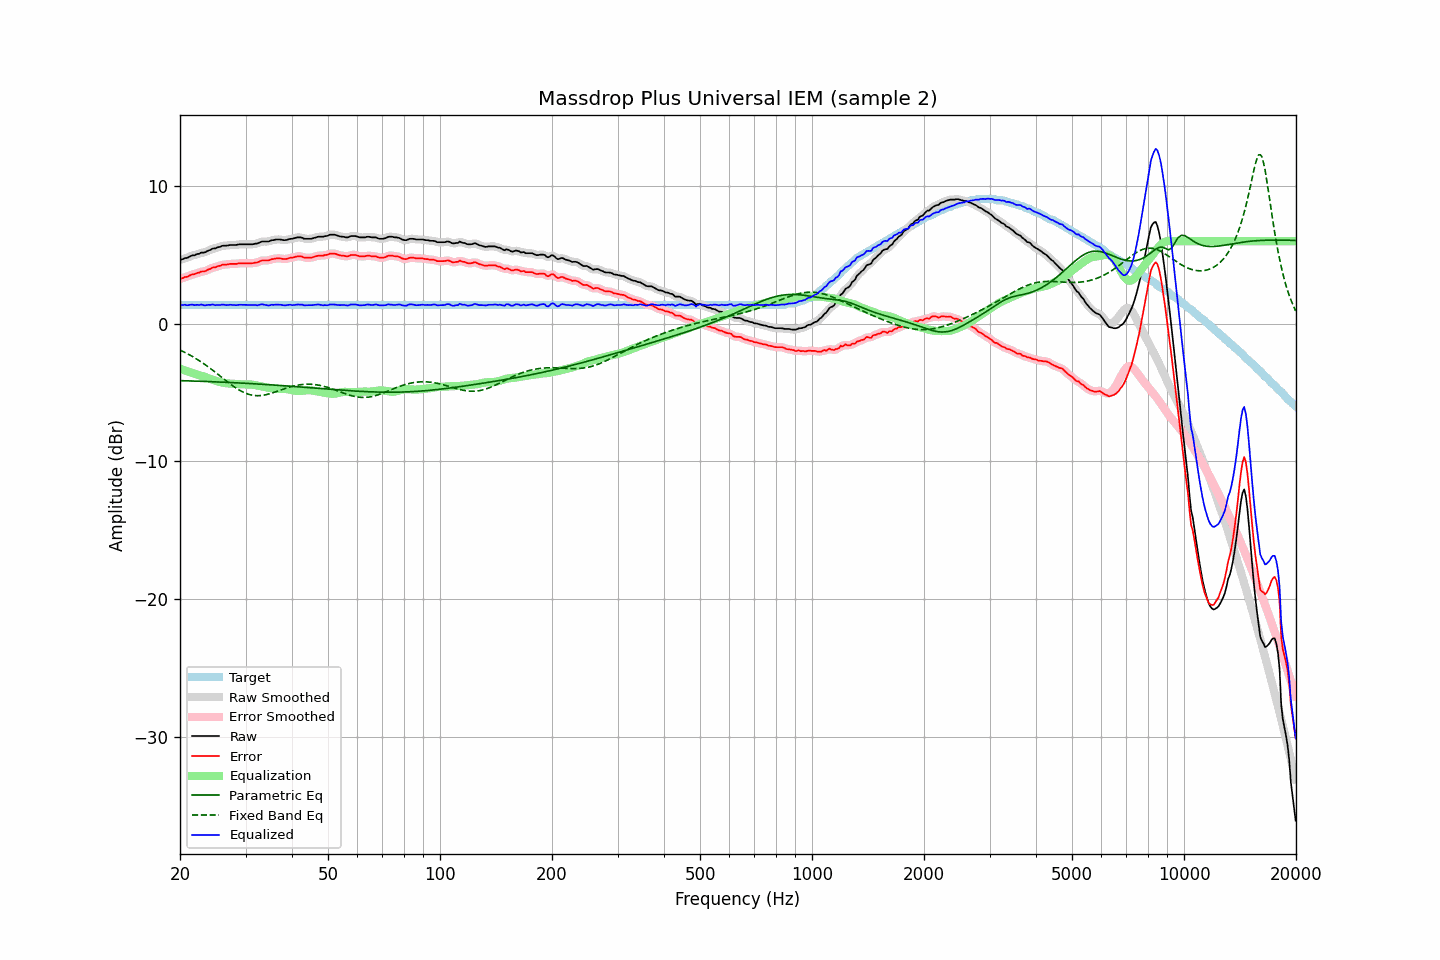 Massdrop Plus Universal IEM (sample 2)
10
0
−10
−20
−30
Amplitude (dBr)
Target
Raw Smoothed
Error Smoothed
Raw
Error
Equalization
Parametric Eq
Fixed Band Eq
Equalized
20 50 100 200 500 1000 2000 5000 10000 20000
Frequency (Hz)